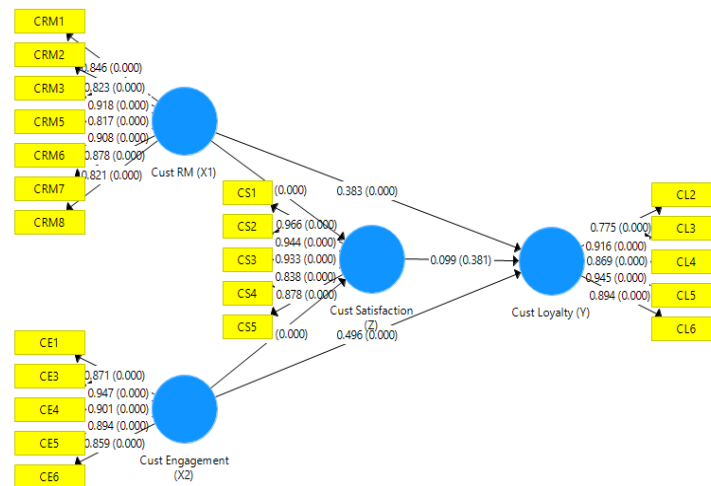 CRM1
CRM2
CRM3
CRM5
CRM6
CRM7
CRM8
0.846 (0.000)
0.823 (0.000)
0.918 (0.000)
0.817 (0.000)
0.908 (0.000)
0.878 (0.000)
0.821 (0.000)
Cust RM (X1)
0.383 (0.000)
(0.000)
CS1
CS2
CS3
CS4
CS5
0.966 (0.000)
0.944 (0.000)
0.933 (0.000)
0.838 (0.000)
0.878 (0.000)
Cust Satisfaction
(Z)
0.099 (0.381)
Cust Loyalty (Y)
CL2
CL3
CL4
CL5
CL6
0.775 (0.000)
0.916 (0.000)
0.869 (0.000)
0.945 (0.000)
0.894 (0.000)
(0.000)
0.496 (0.000)
CE1
CE3
CE4
CE5
CE6
0.871 (0.000)
0.947 (0.000)
0.901 (0.000)
0.894 (0.000)
0.859 (0.000)
Cust Engagement
(X2)